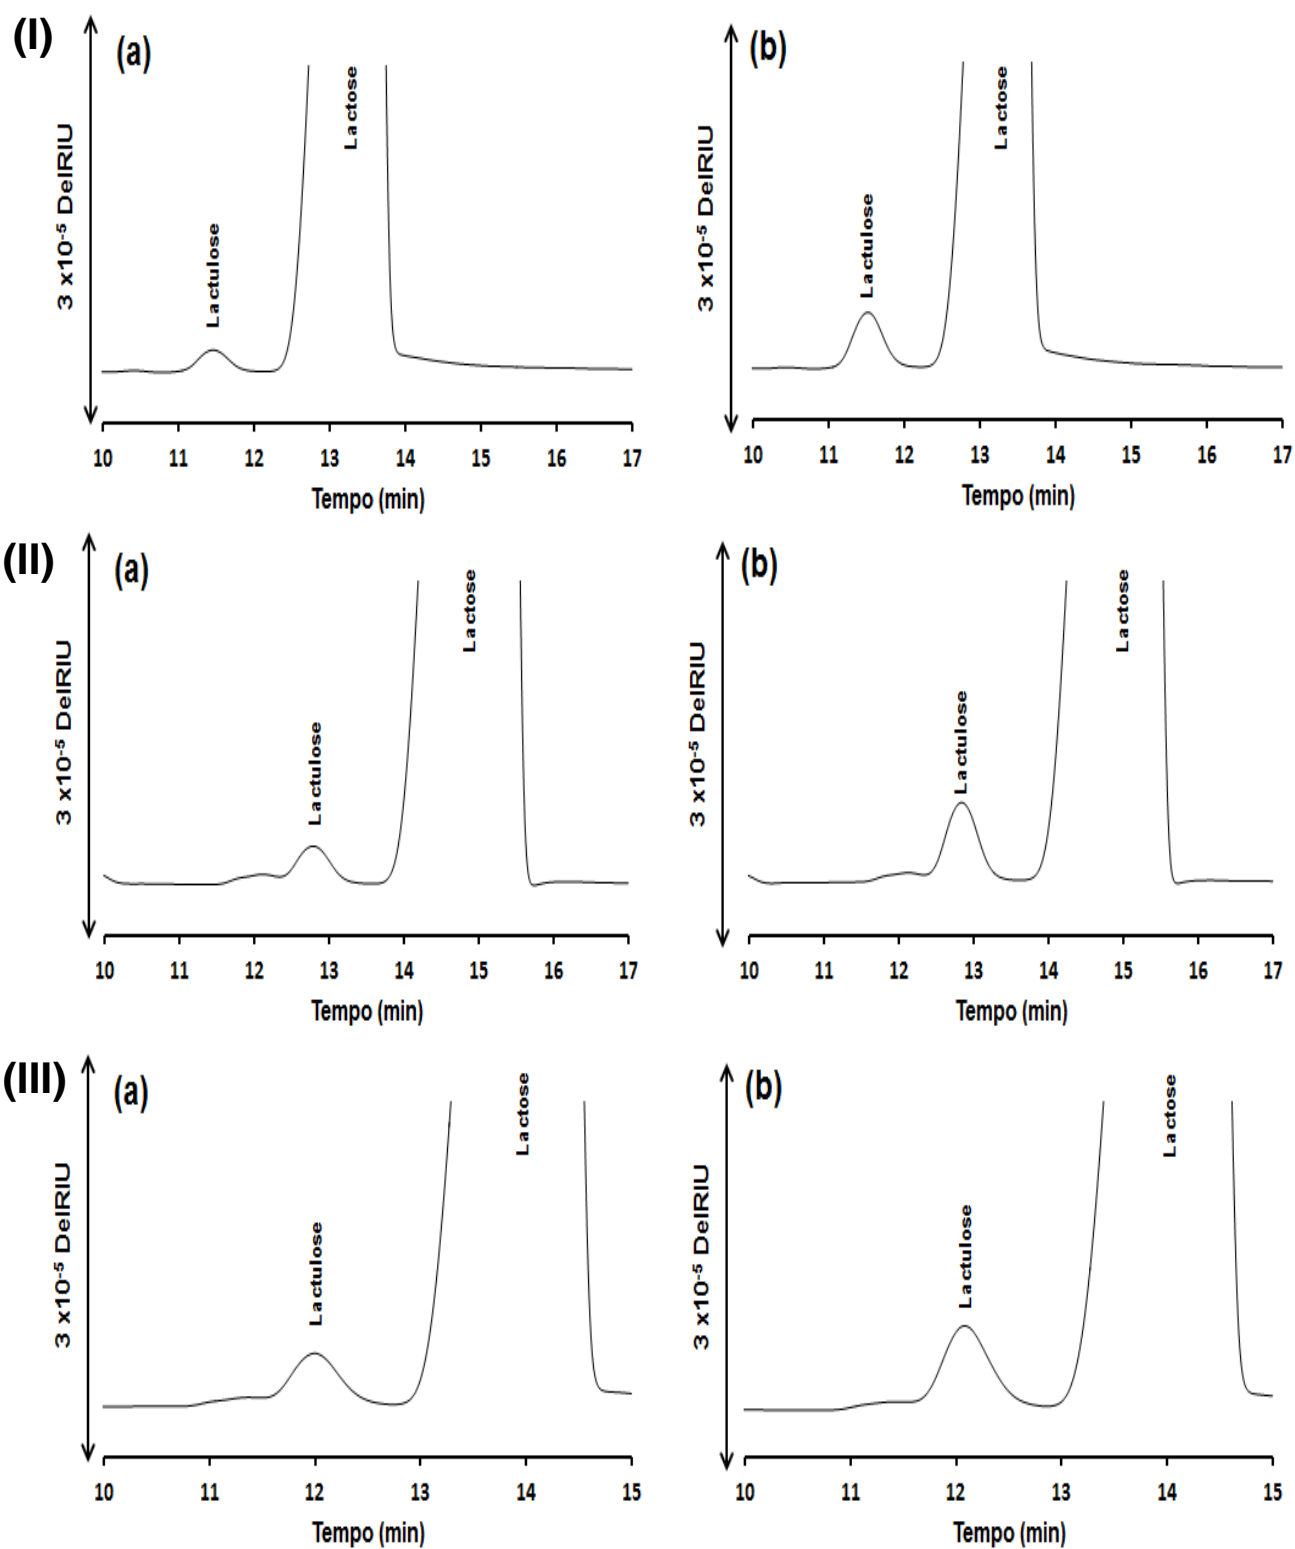 (I)
(a)
3 x10⁻⁵ DelRIU
Lactulose
Lactose
10 11 12 13 14 15 16 17
Tempo (min)
(b)
3 x10⁻⁵ DelRIU
Lactulose
Lactose
10 11 12 13 14 15 16 17
Tempo (min)
(II)
(a)
3 x10⁻⁵ DelRIU
Lactulose
Lactose
10 11 12 13 14 15 16 17
Tempo (min)
(b)
3 x10⁻⁵ DelRIU
Lactulose
Lactose
10 11 12 13 14 15 16 17
Tempo (min)
(III)
(a)
3 x10⁻⁵ DelRIU
Lactulose
Lactose
10 11 12 13 14 15
Tempo (min)
(b)
3 x10⁻⁵ DelRIU
Lactulose
Lactose
10 11 12 13 14 15
Tempo (min)